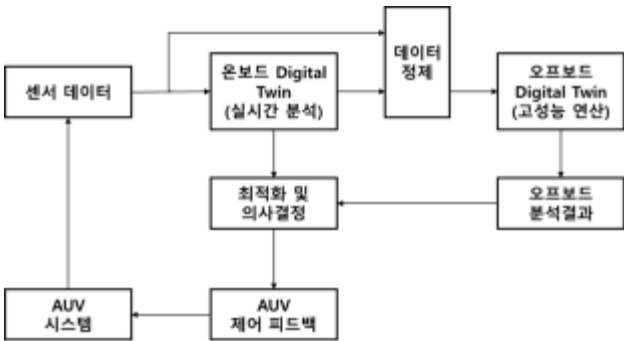 센서 데이터
온보드 Digital
Twin
(실시간 분석)
데이터
정제
오프보드
Digital Twin
(고성능 연산)
최적화 및
의사결정
오프보드
분석결과
AUV
시스템
AUV
제어 피드백